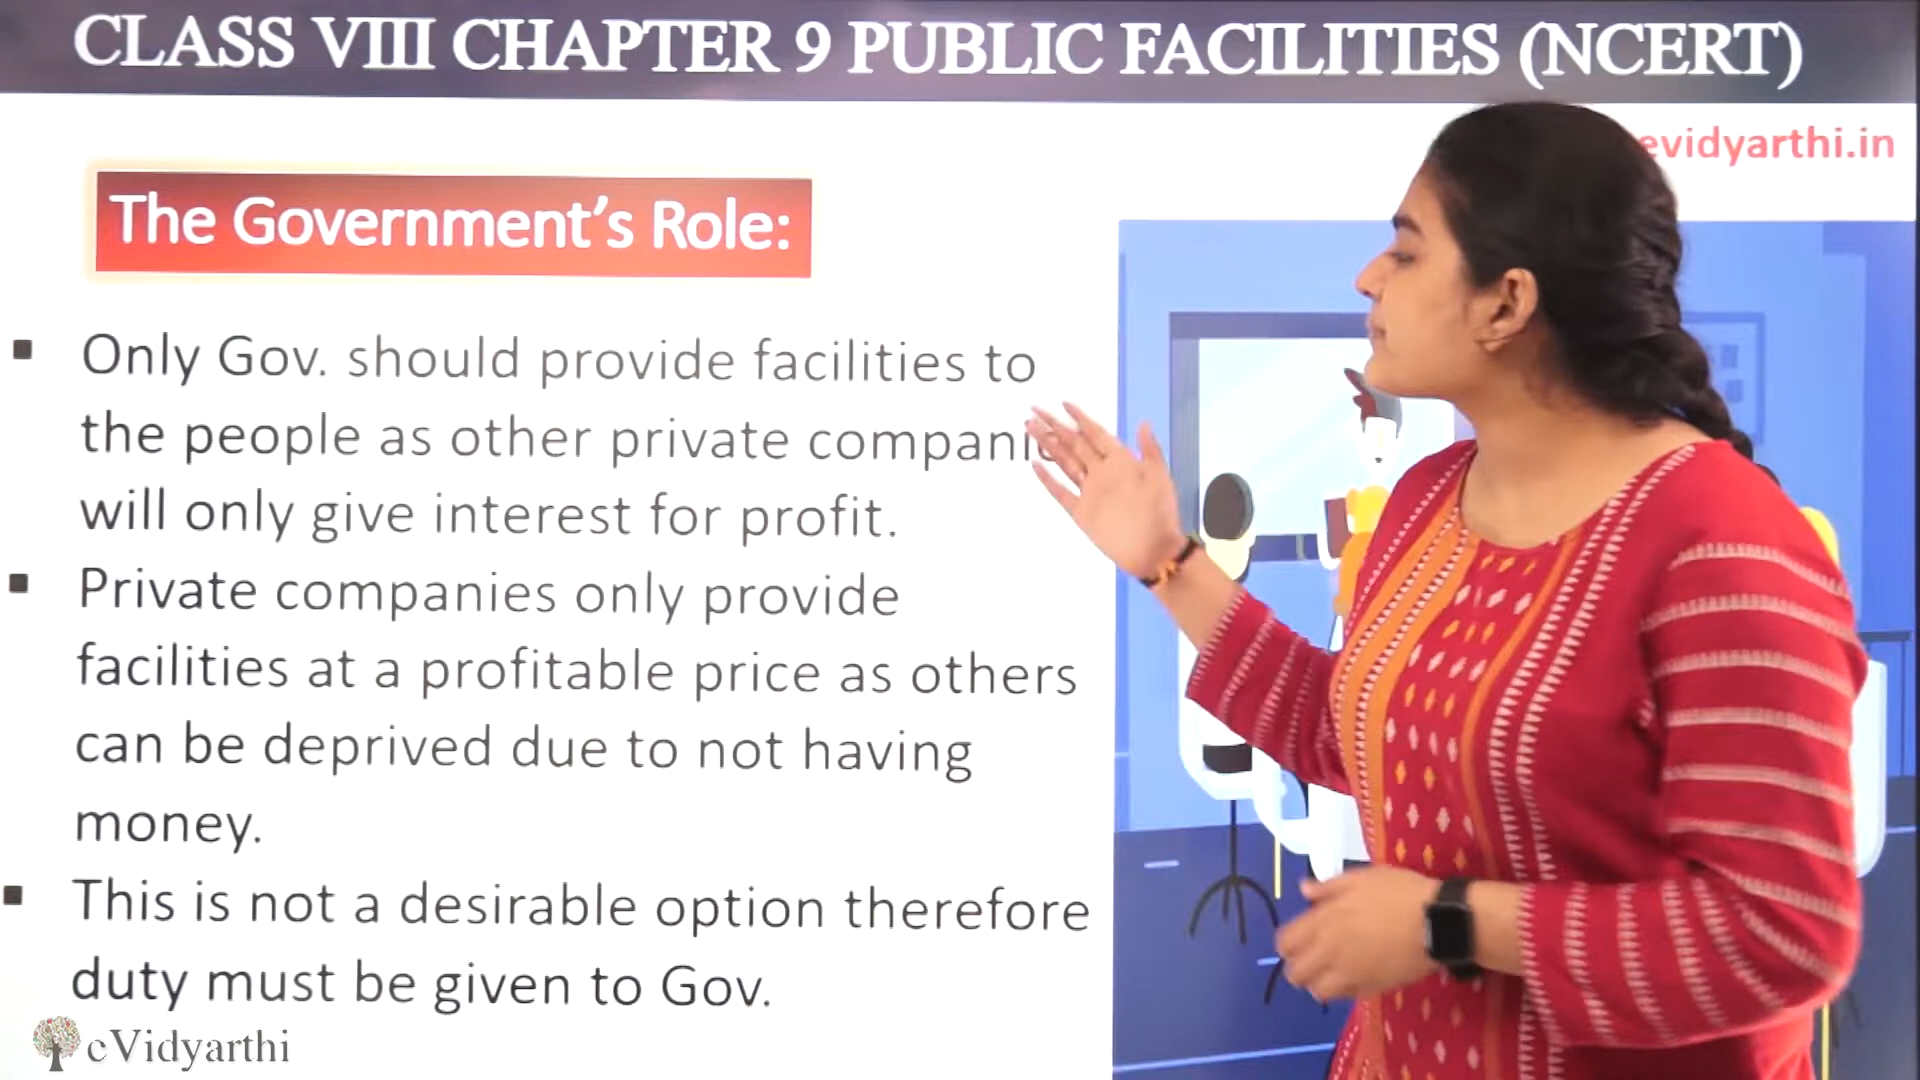 CLASS VIII CHAPTER 9 PUBLIC FACILITIES (NCERT)
evidyarthi.in
The Government's Role:
▪ Only Gov. should provide facilities to
the people as other private
will only give interest for profit.
▪ Private companies only provide
facilities at a profitable price as others
can be deprived due to not having
money.
▪ This is not a desirable option therefore
duty must be given to Gov.
eVidyarthi